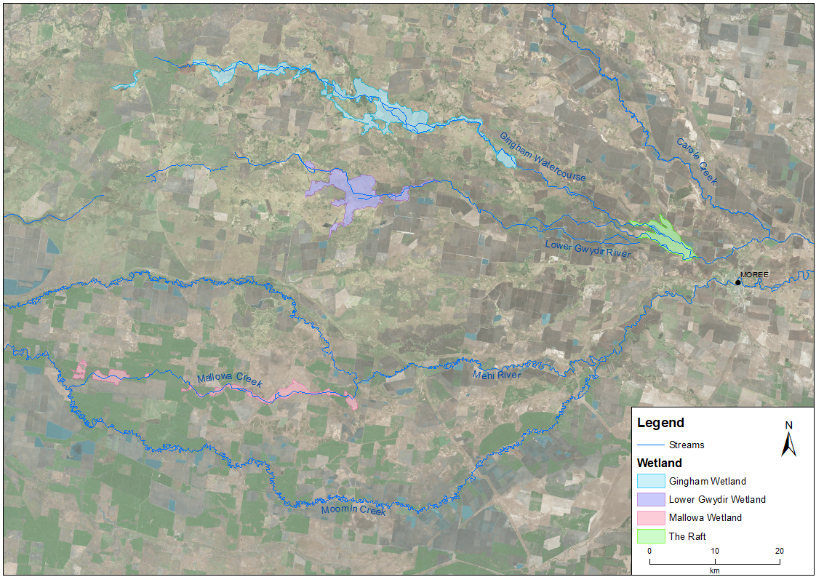 Carole Creek
Gingham Watercourse
Lower Gwydir River
MOREE
Mehi River
Mallowa Creek
Moomin Creek
Legend
N
Streams
Wetland
Gingham Wetland
Lower Gwydir Wetland
Mallowa Wetland
The Raft
0 10 20
km